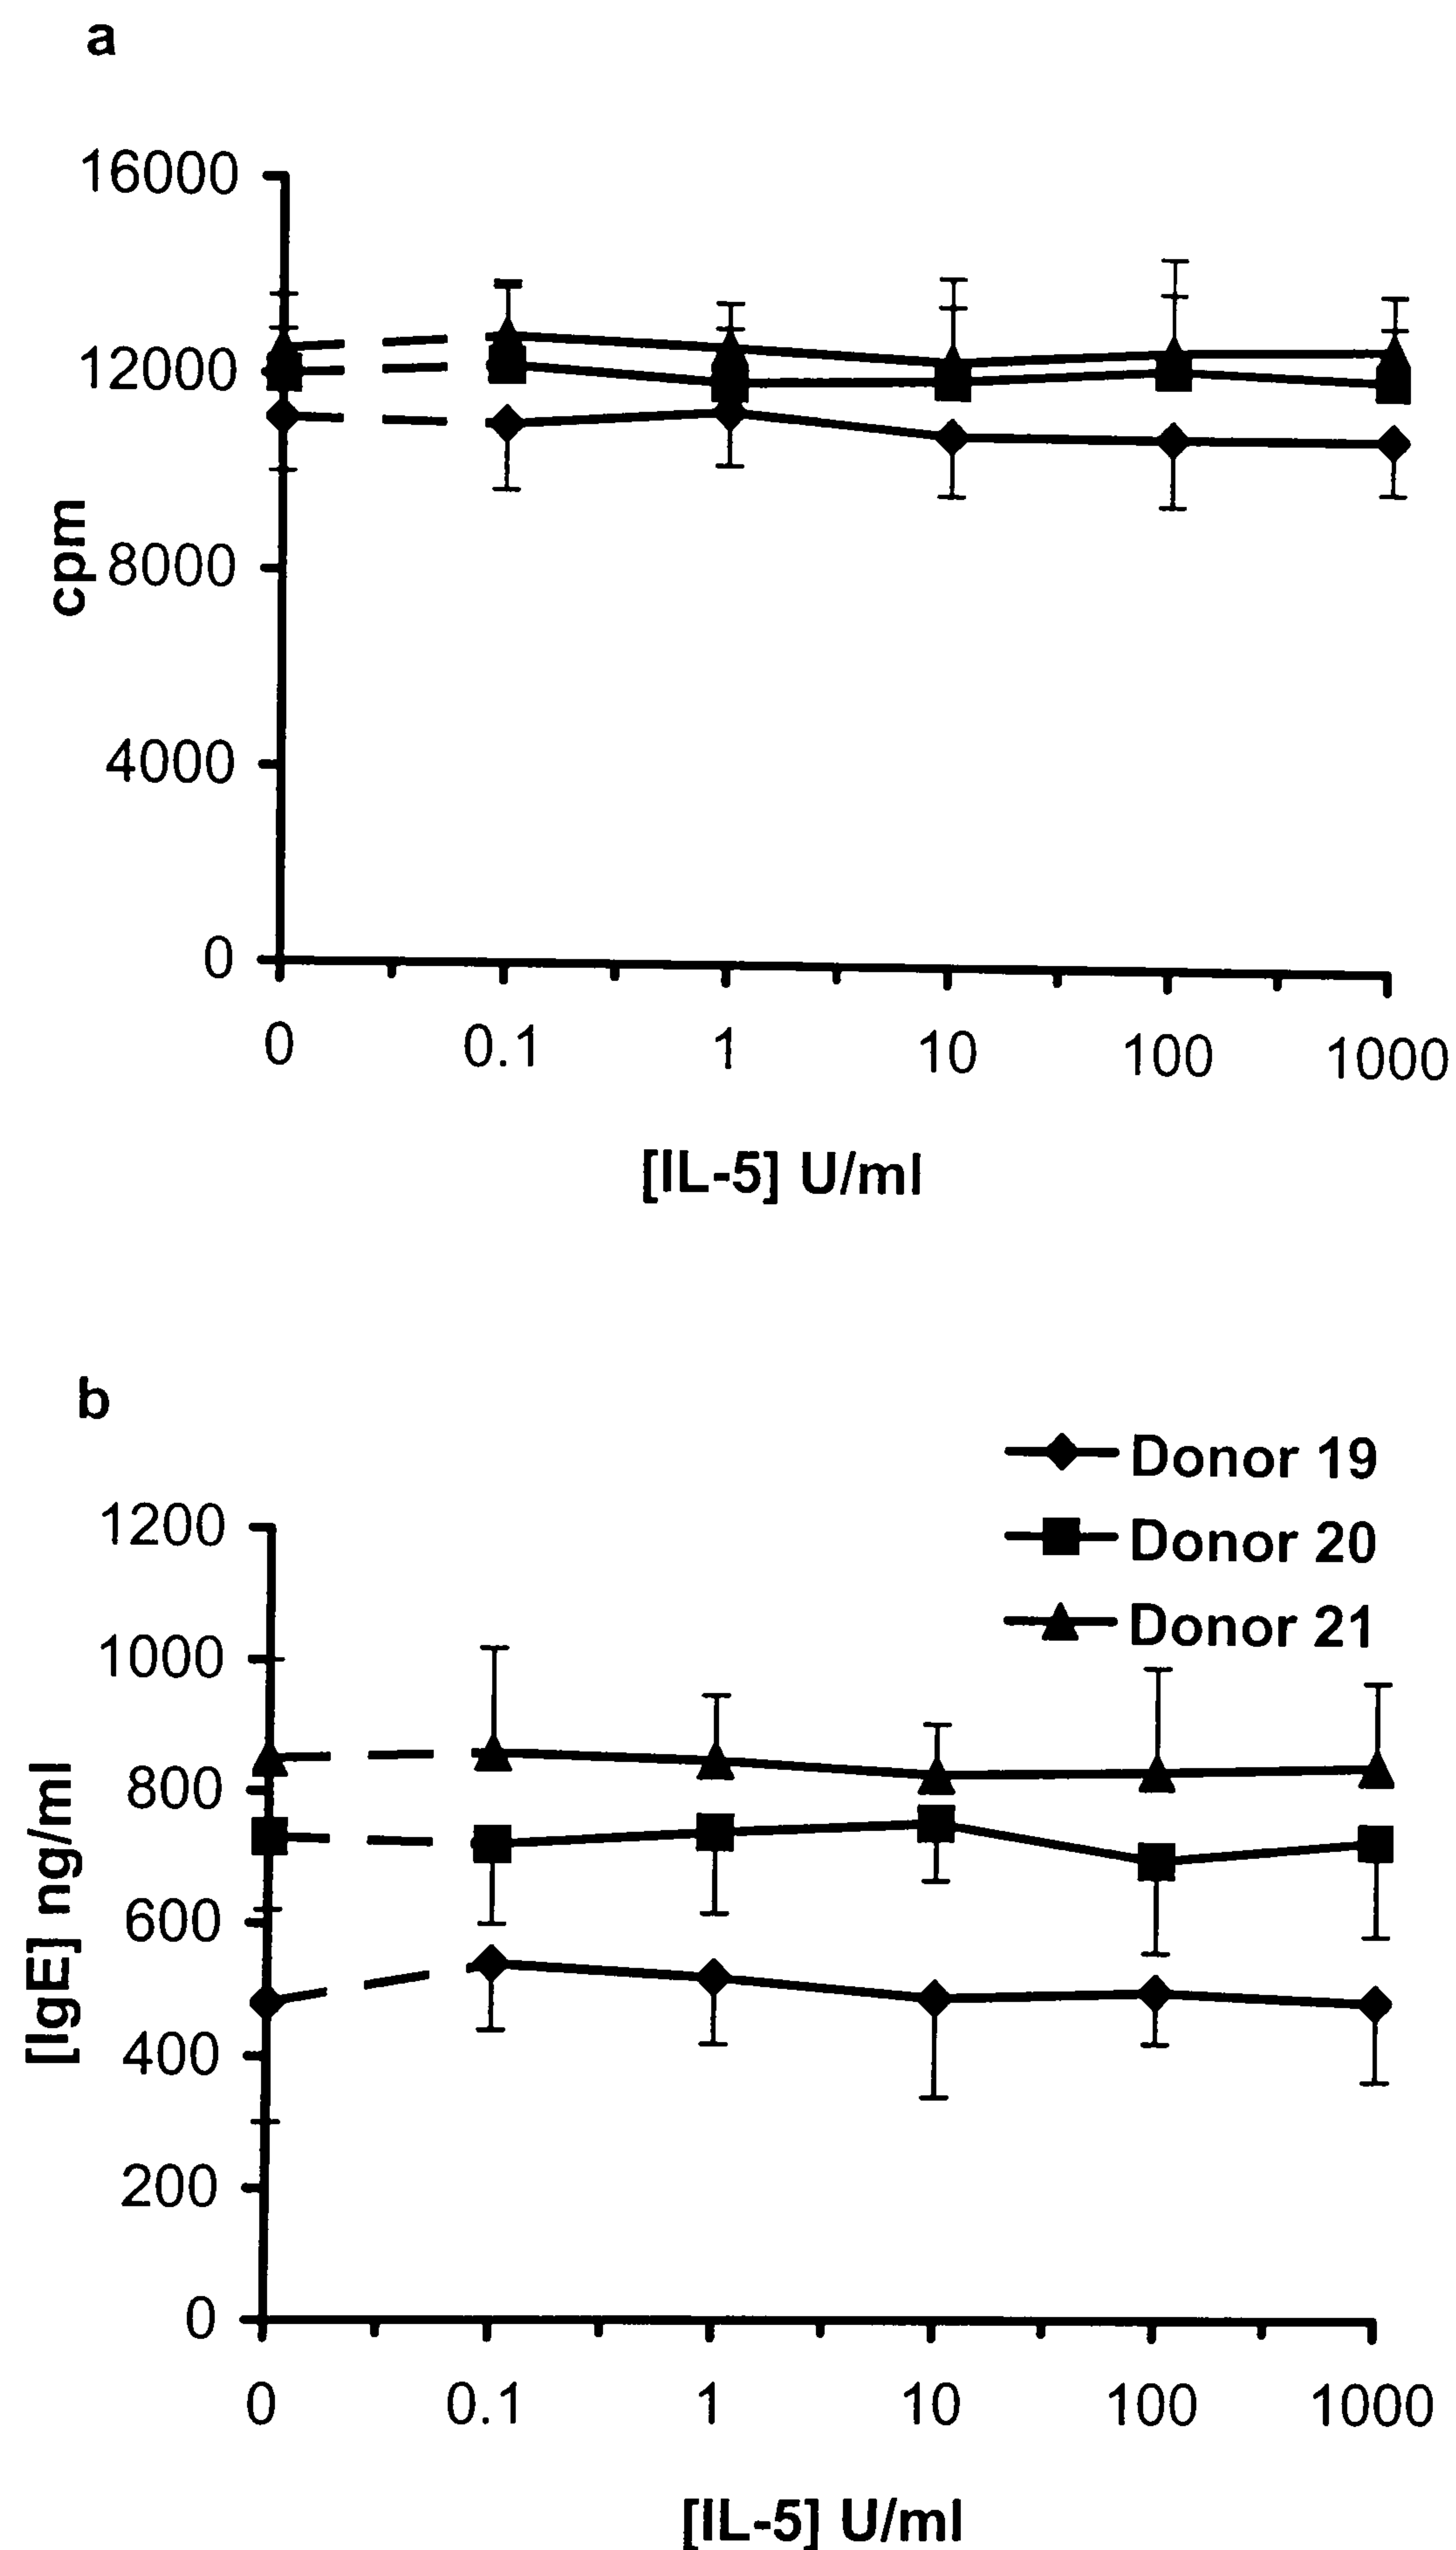 a
16000
12000
8000
4000
0
cpm
0 0.1 1 10 100 1000
[IL-5] U/ml
b
Donor 19
Donor 20
Donor 21
1200
1000
800
600
400
200
0
[IgE] ng/ml
0 0.1 1 10 100 1000
[IL-5] U/ml